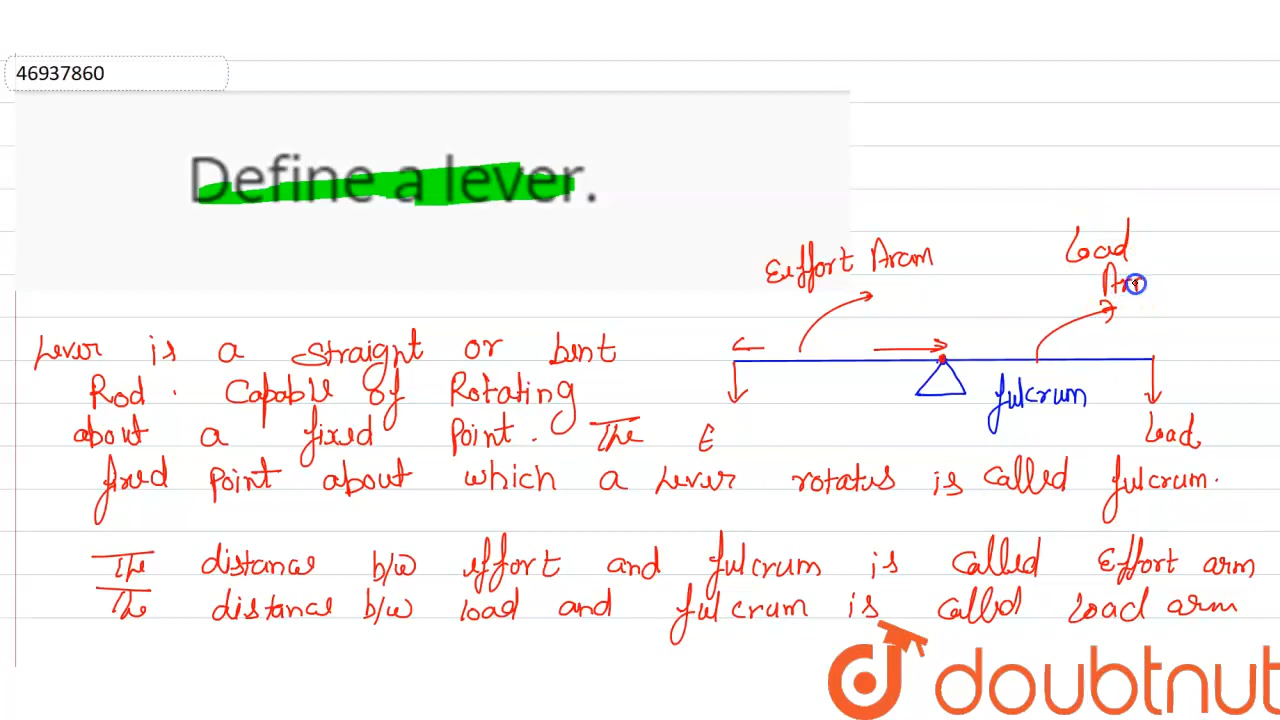 46937860
Define a lever.
Effort Aram
Load
Arr
Lever is a straight or bent
Rod. Capable of Rotating
fulcrum
about a fixed point. The E
Load
fixed point about which a Lever rotates is called fulcrum.
The distance b/w effort and fulcrum is called Effort arm
The distance b/w load and fulcrum is called load arm
doubtnut